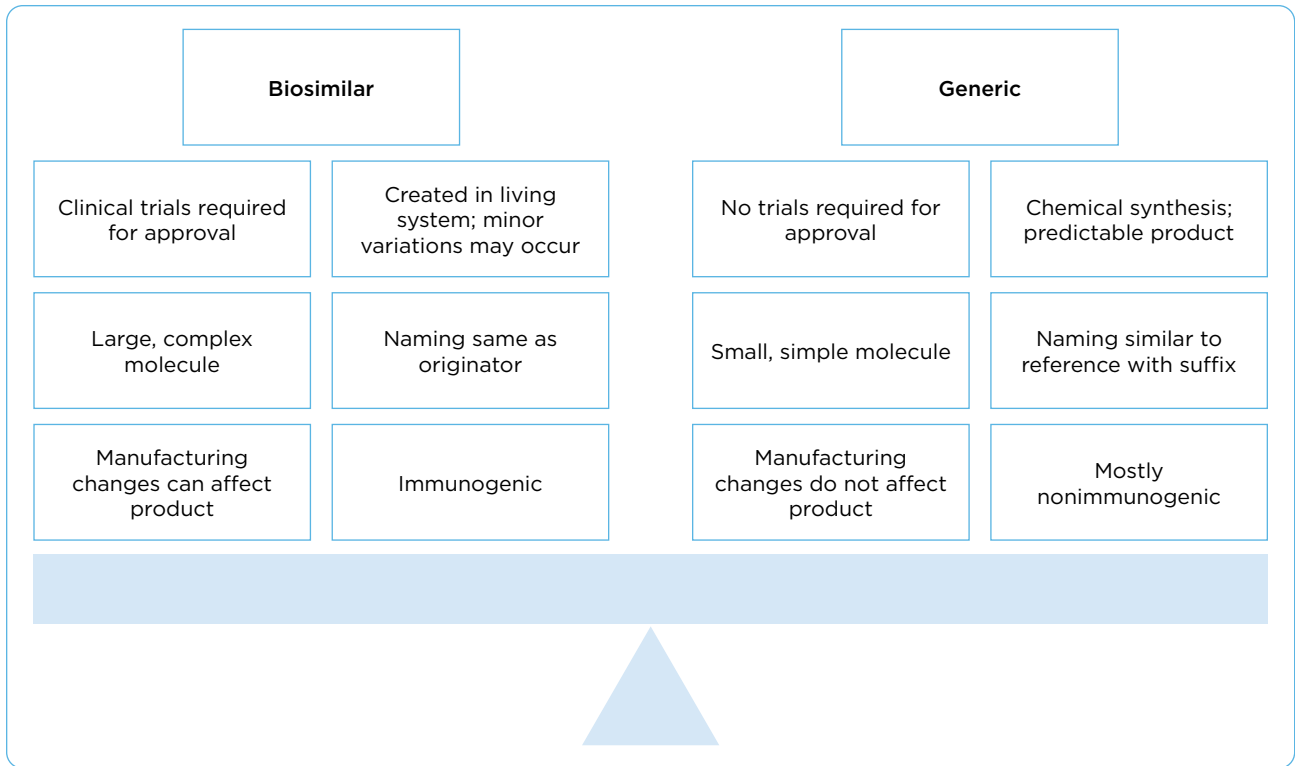 Biosimilar
Generic
Clinical trials required
for approval
Created in living
system; minor
variations may occur
No trials required for
approval
Chemical synthesis;
predictable product
Large, complex
molecule
Naming same as
originator
Small, simple molecule
Naming similar to
reference with suffix
Manufacturing
changes can affect
product
Immunogenic
Manufacturing
changes do not affect
product
Mostly
nonimmunogenic